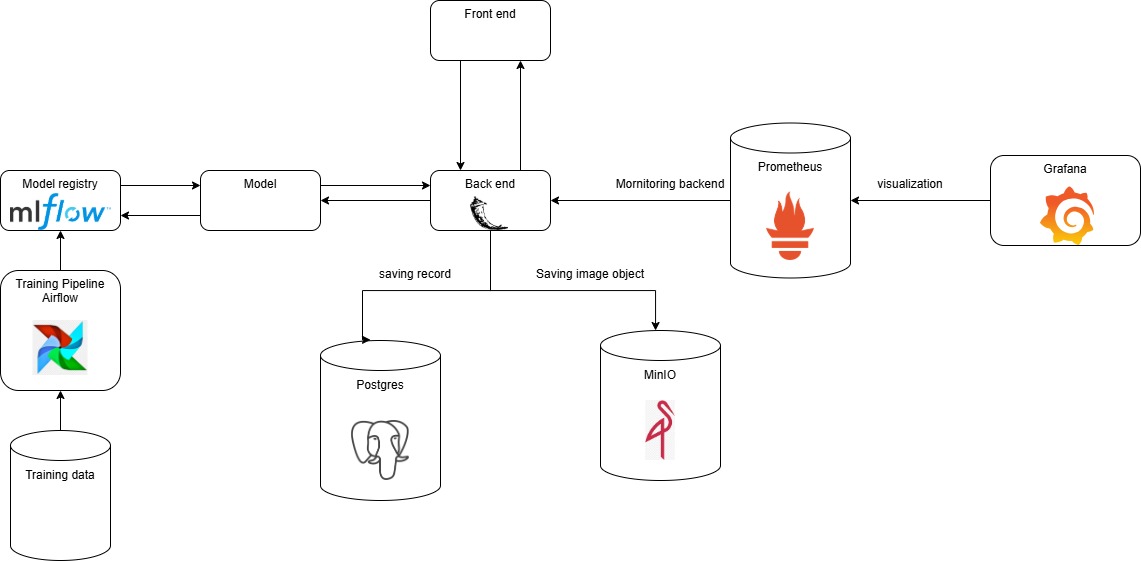 Front end
Model registry
mlflow™
Model
Back end
Mornitoring backend
Prometheus
visualization
Grafana
Training Pipeline
Airflow
saving record
Saving image object
Postgres
MinIO
Training data